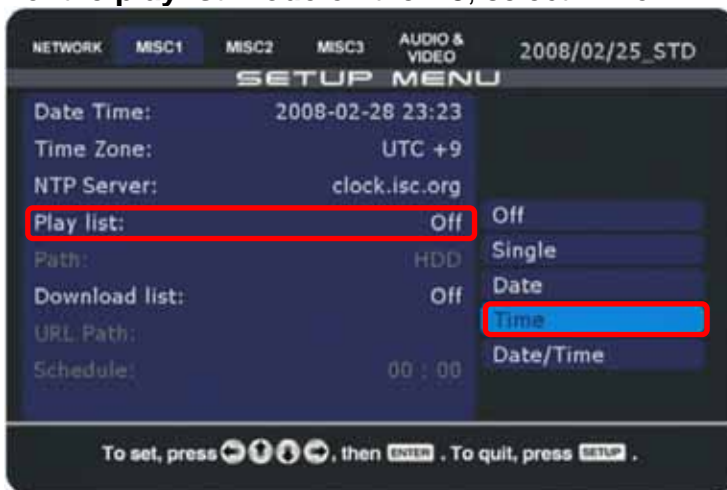 NETWORK MISC1 MISC2 MISC3 AUDIO & VIDEO 2008/02/25_STD
SETUP MENU
Date Time: 2008-02-28 23:23
Time Zone: UTC +9
NTP Server: clock.isc.org
Play list: Off
Path: HDD
Download list: Off
URL Path:
Schedule: 00 : 00
Off
Single
Date
Time
Date/Time
To set, press , then ENTER . To quit, press SETUP .